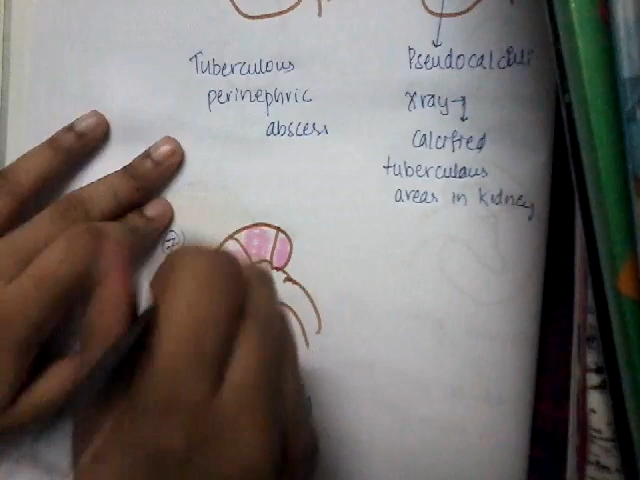 Tuberculous
perinephric
abscess
Pseudocalculi
xray→
Calcified
tuberculous
areas in kidney